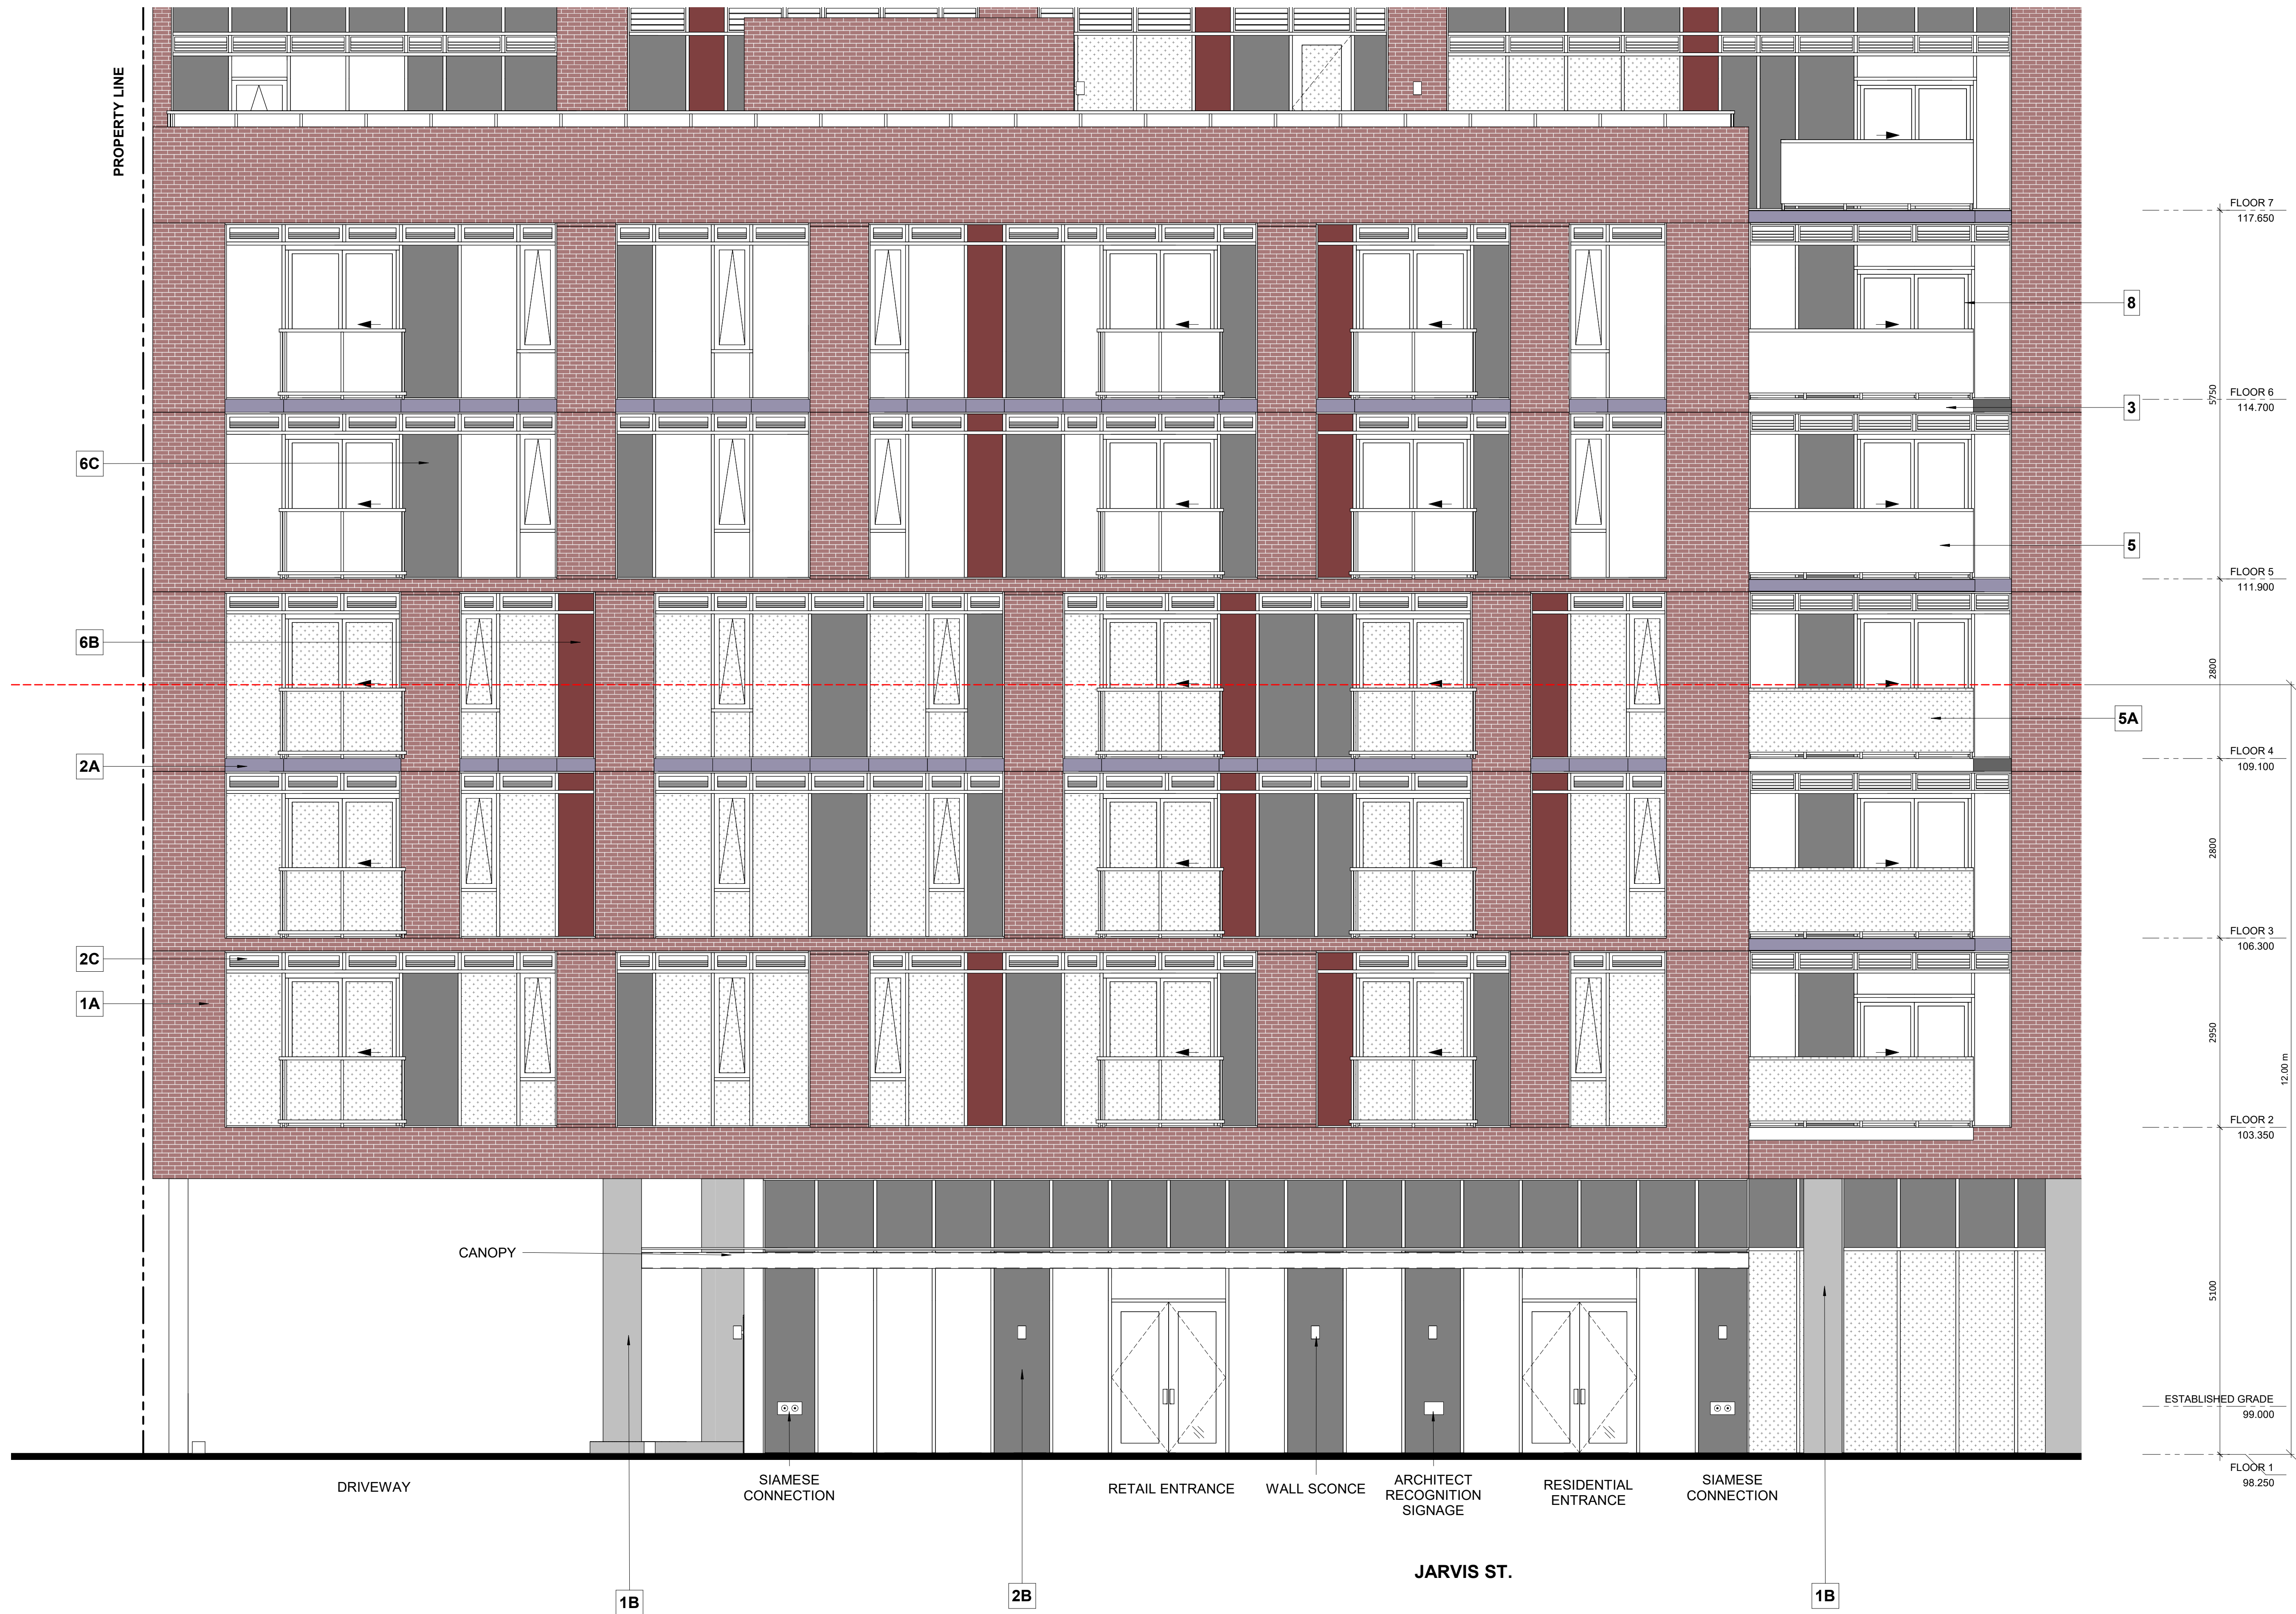 PROPERTY LINE
FLOOR 7
117.650
8
5750
FLOOR 6
114.700
3
6C
5
FLOOR 5
111.900
6B
2800
5A
2A
FLOOR 4
109.100
2800
2C
FLOOR 3
106.300
1A
2950
12.00 m
FLOOR 2
103.350
CANOPY
5100
ESTABLISHED GRADE
99.000
FLOOR 1
98.250
DRIVEWAY
SIAMESE
CONNECTION
RETAIL ENTRANCE
WALL SCONCE
ARCHITECT
RECOGNITION
SIGNAGE
RESIDENTIAL
ENTRANCE
SIAMESE
CONNECTION
JARVIS ST.
1B
2B
1B